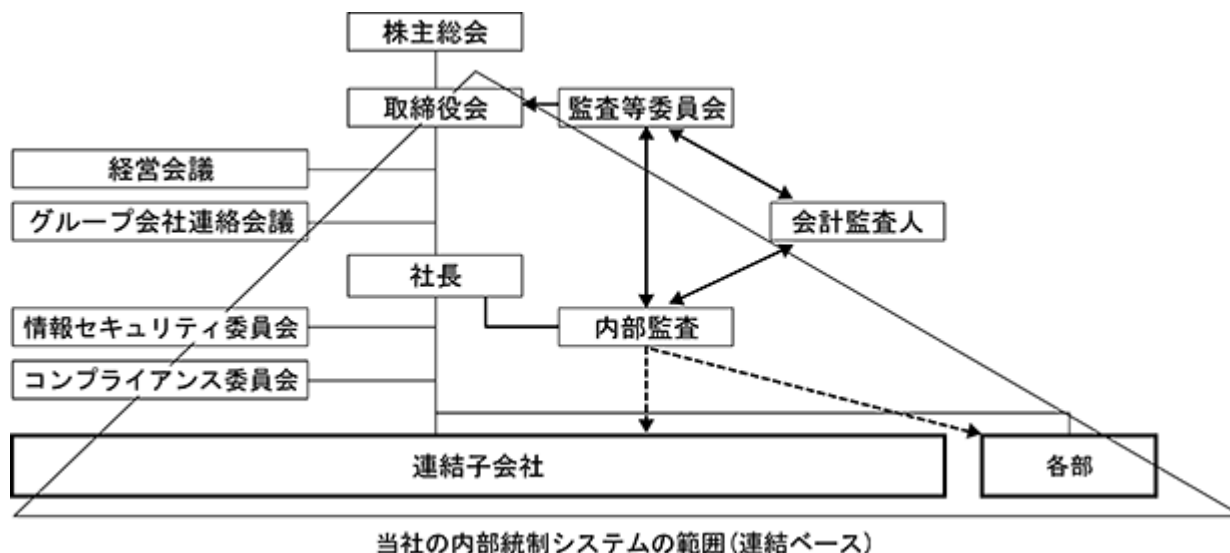 株主総会
取締役会
監査等委員会
経営会議
グループ会社連絡会議
会計監査人
社長
情報セキュリティ委員会
内部監査
コンプライアンス委員会
連結子会社
各部
当社の内部統制システムの範囲(連結ベース)